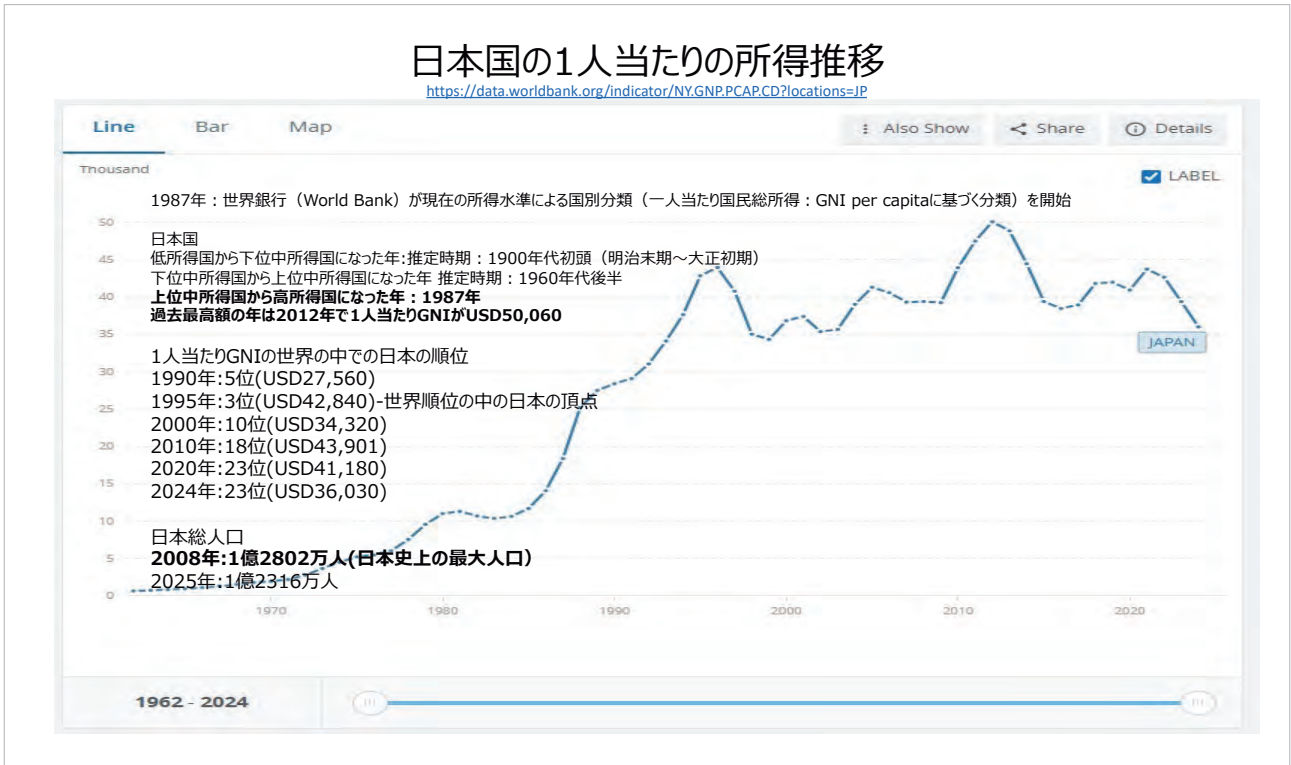 日本国の1人当たりの所得推移
https://data.worldbank.org/indicator/NY.GNP.PCAP.CD?locations=JP
Line Bar Map Also Show Share Details
Thousand
LABEL
1987年：世界銀行（World Bank）が現在の所得水準による国別分類（一人当たり国民総所得：GNI per capitaに基づく分類）を開始
50
日本国
45
低所得国から下位中所得国になった年:推定時期：1900年代初頭（明治末期～大正初期）
下位中所得国から上位中所得国になった年 推定時期：1960年代後半
40
上位中所得国から高所得国になった年：1987年
過去最高額の年は2012年で1人当たりGNIがUSD50,060
35
JAPAN
1人当たりGNIの世界の中での日本の順位
30
1990年:5位(USD27,560)
1995年:3位(USD42,840)-世界順位の中の日本の頂点
25
2000年:10位(USD34,320)
20
2010年:18位(USD43,901)
2020年:23位(USD41,180)
15
2024年:23位(USD36,030)
10
日本総人口
5
2008年:1億2802万人(日本史上の最大人口）
2025年:1億2316万人
0
1970 1980 1990 2000 2010 2020
1962 - 2024